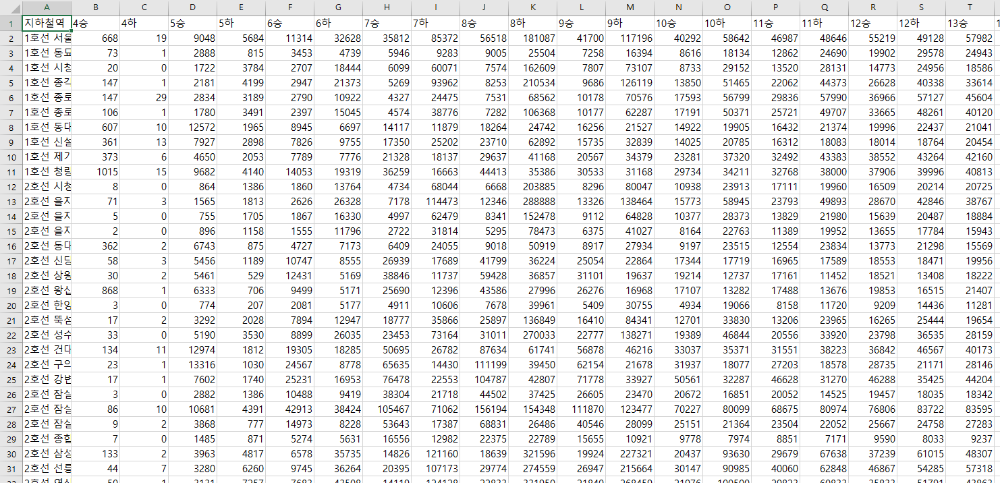 A B C D E F G H I J K L M N O P Q R S T
1 지하철역 4승 4하 5승 5하 6승 6하 7승 7하 8승 8하 9승 9하 10승 10하 11승 11하 12승 12하 13승
2 1호선 서울 668 19 9048 5684 11314 32628 35812 85372 56518 181087 41700 117196 40292 58642 46987 48646 55219 49128 57982
3 1호선 동묘 73 1 2888 815 3453 4739 5946 9283 9005 25504 7258 16394 8616 18134 12862 24690 19902 29578 24943
4 1호선 시청 20 0 1722 3784 2707 18444 6099 60071 7574 162609 7807 73107 8733 29152 13520 28131 14773 24956 18586
5 1호선 종각 147 1 2181 4199 2947 21373 5269 93962 8253 210534 9686 126119 13850 51465 22062 44373 26628 40338 33614
6 1호선 종로 147 29 2834 3189 2790 10922 4327 24475 7531 68562 10178 70576 17593 56799 29836 57990 36966 57127 45604
7 1호선 종로 106 1 1780 3491 2397 15045 4574 38776 7282 106368 10177 62287 17191 50371 25721 49707 33665 48261 40120
8 1호선 동대 607 10 12572 1965 8945 6697 14117 11879 18264 24742 16256 21527 14922 19905 16432 21374 19996 22437 21041
9 1호선 신설 361 13 7927 2898 7826 9755 17350 25202 23710 62892 15735 32839 14025 20785 16312 18083 18014 18764 20454
10 1호선 제기 373 6 4650 2053 7789 7776 21328 18137 29637 41168 20567 34379 23281 37320 32492 43383 38552 43264 42160
11 1호선 청량 1015 15 9682 4140 14053 19319 36259 16663 44413 35386 30533 31168 29734 34211 32768 38000 37906 39996 40813
12 2호선 시청 8 0 864 1386 1860 13764 4734 68044 6668 203885 8296 80047 10938 23913 17111 19960 16509 20214 20725
13 2호선 을지 71 3 1565 1813 2626 26328 7178 114473 12346 288888 13326 138464 15773 58945 23793 49893 28670 42846 38767
14 2호선 을지 5 0 755 1705 1867 16330 4997 62479 8341 152478 9112 64828 10377 28373 13829 21980 15639 20487 18884
15 2호선 을지 2 0 896 1158 1555 11796 2722 31814 5295 78473 6375 41027 8164 22763 11389 19952 13655 17784 15943
16 2호선 동대 362 2 6743 875 4727 7173 6409 24055 9018 50919 8917 27934 9197 23515 12554 23834 13773 21298 15569
17 2호선 신당 58 3 5456 1189 10747 8555 26939 17689 41799 36224 25054 22864 17344 17719 16965 17589 18553 18471 19956
18 2호선 상왕 30 2 5461 529 12431 5169 38846 11737 59428 36857 31101 19637 19214 12737 17161 11452 18521 13408 18222
19 2호선 왕십 868 1 6333 706 9499 5171 25690 12396 43586 27996 26276 16968 17107 13282 17488 13676 19853 16515 21407
20 2호선 한양 3 0 774 207 2081 5177 4911 10606 7678 39961 5409 30755 4934 19066 8158 11720 9209 14436 11281
21 2호선 뚝섬 17 2 3292 2028 7894 12947 18777 35866 25897 136849 16410 84341 12701 33830 13206 23965 16265 25444 19654
22 2호선 성수 33 0 5190 3530 8899 26035 23453 73164 31011 270033 22777 138271 19389 46844 20556 33920 23798 36535 28159
23 2호선 건대 134 11 12974 1812 19305 18285 50695 26782 87634 61741 56878 46216 33037 35371 31551 38223 36842 46567 40173
24 2호선 구의 23 1 13316 1030 24567 8778 65635 14430 111199 39450 62154 21678 31937 18077 27203 18578 28735 21171 28146
25 2호선 강변 17 1 7602 1740 25231 16953 76478 22553 104787 42807 71778 33927 50561 32287 46628 31270 46288 35425 44204
26 2호선 잠실 3 0 2882 1386 10488 9419 38304 21718 44502 37425 26605 23470 20672 16851 20052 14525 19457 18035 18342
27 2호선 잠실 86 10 10681 4391 42913 38424 105467 71062 156194 154348 111870 123477 70227 80099 68675 80974 76806 83722 83595
28 2호선 잠실 9 2 3868 777 14973 8228 53643 17387 68831 26486 40546 28099 25151 21364 23504 22052 25667 24758 27283
29 2호선 종합 7 0 1485 871 5274 5631 16556 12982 22375 22789 15655 10921 9778 7974 8851 7171 9590 8033 9237
30 2호선 삼성 133 2 3963 4817 6578 35735 14826 121160 18639 321596 19924 227321 20437 93630 29679 67638 37239 61015 48307
31 2호선 선릉 44 7 3280 6260 9745 36264 20395 107173 29774 274559 26947 215664 30147 90985 40060 62848 46867 54285 57318